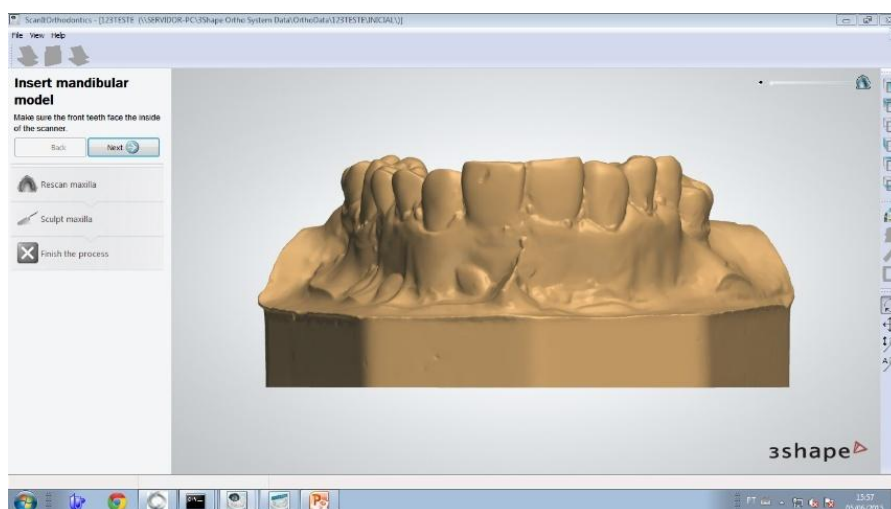 ScanItOrthodontics - [123TESTE (\\SERVIDOR-PC\3Shape Ortho System Data\OrthoData\123TESTE\INICIAL\)]
File View Help
Insert mandibular
model
Make sure the front teeth face the inside
of the scanner.
Back Next
Rescan maxilla
Sculpt maxilla
Finish the process
3shape
PT 15:57